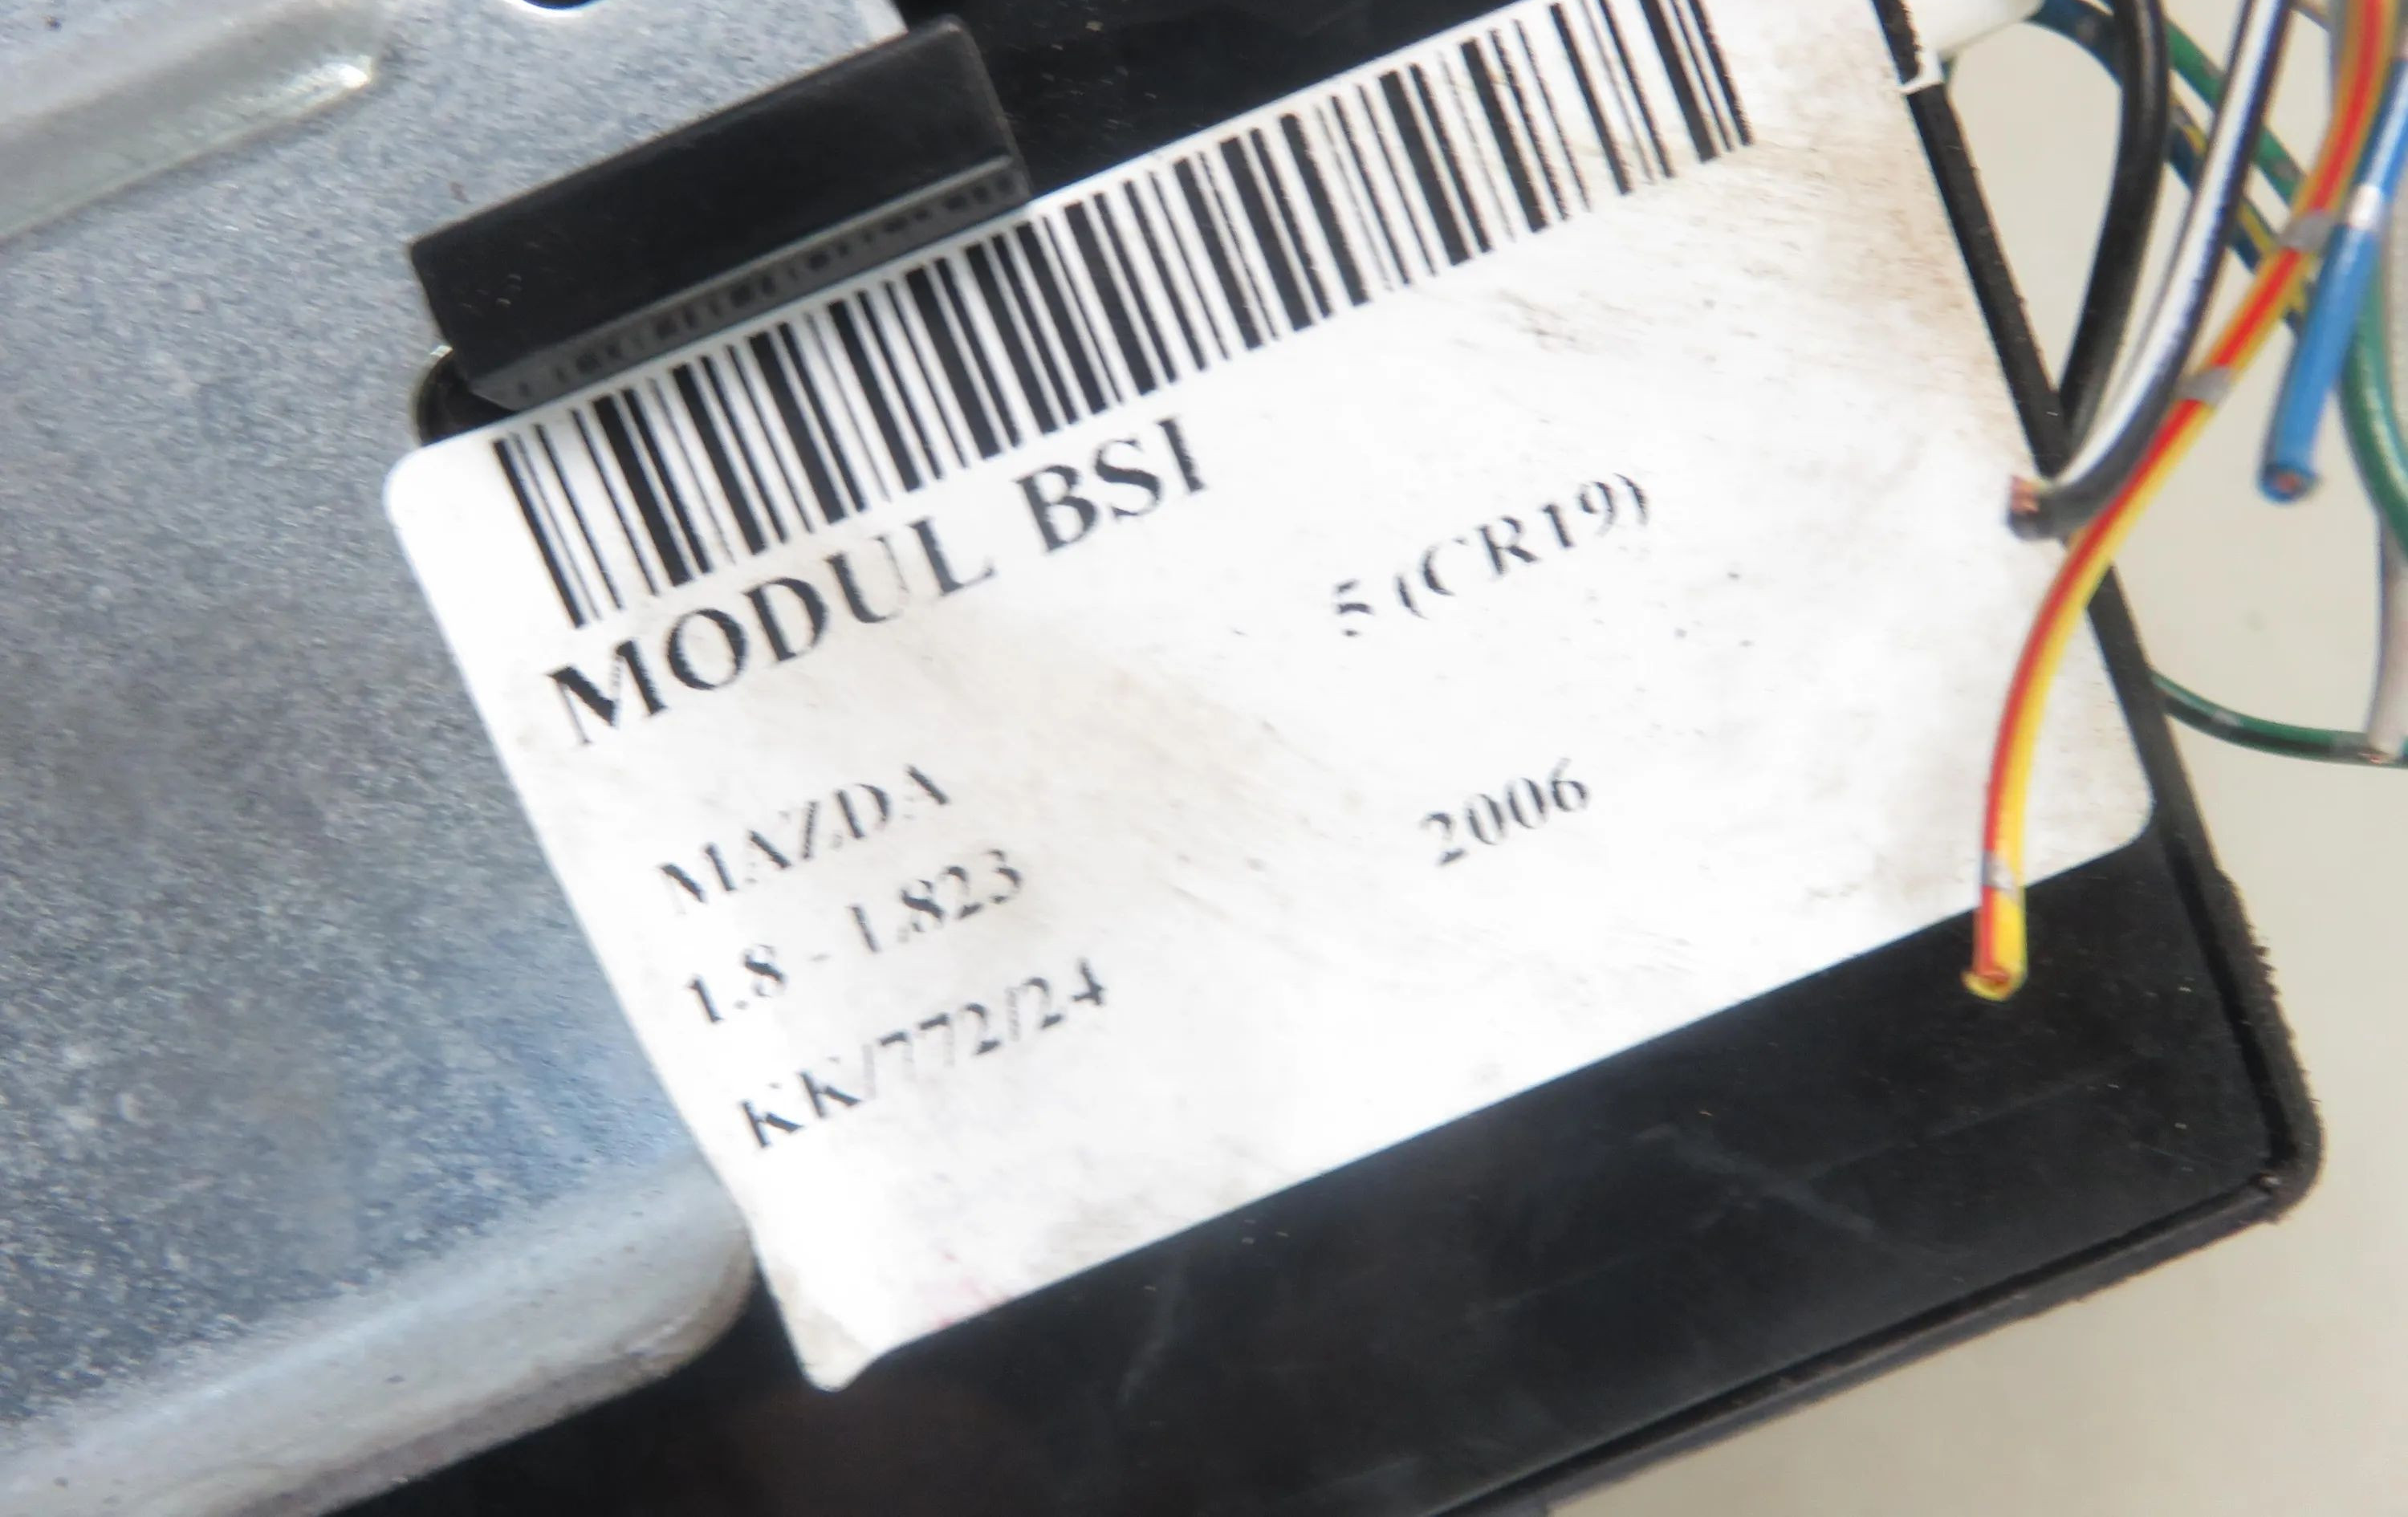 MODUL BSI
MAZDA 5 (CR19)
1.8 - 1.823 2006
KK/772/24